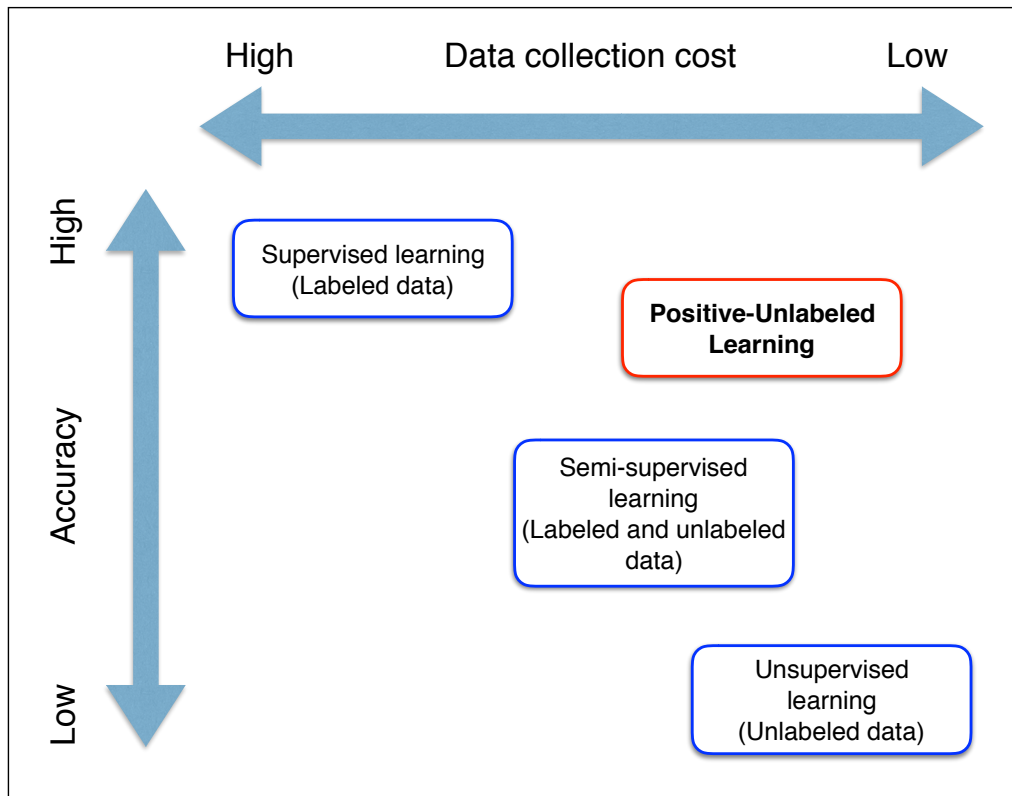 High Data collection cost Low
High
Accuracy
Low
Supervised learning
(Labeled data)
Positive-Unlabeled
Learning
Semi-supervised
learning
(Labeled and unlabeled
data)
Unsupervised
learning
(Unlabeled data)